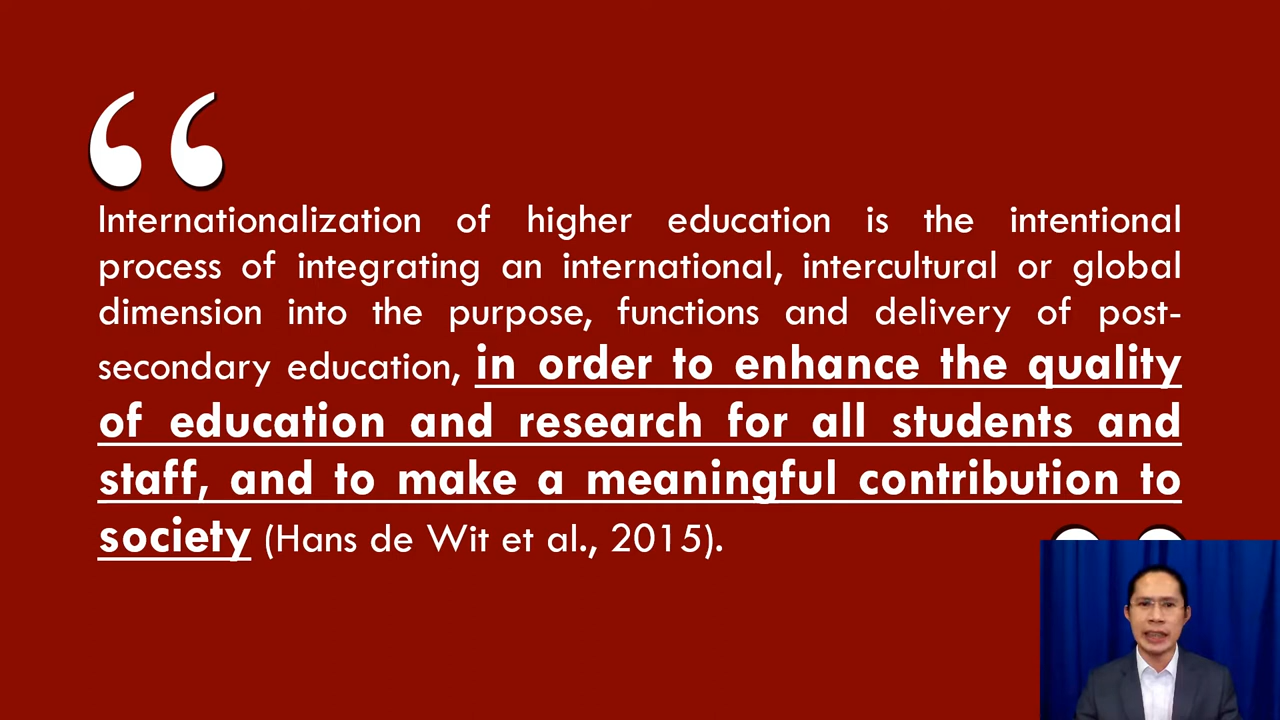 Internationalization of higher education is the intentional
process of integrating an international, intercultural or global
dimension into the purpose, functions and delivery of post-
secondary education, in order to enhance the quality
of education and research for all students and
staff, and to make a meaningful contribution to
society (Hans de Wit et al., 2015).